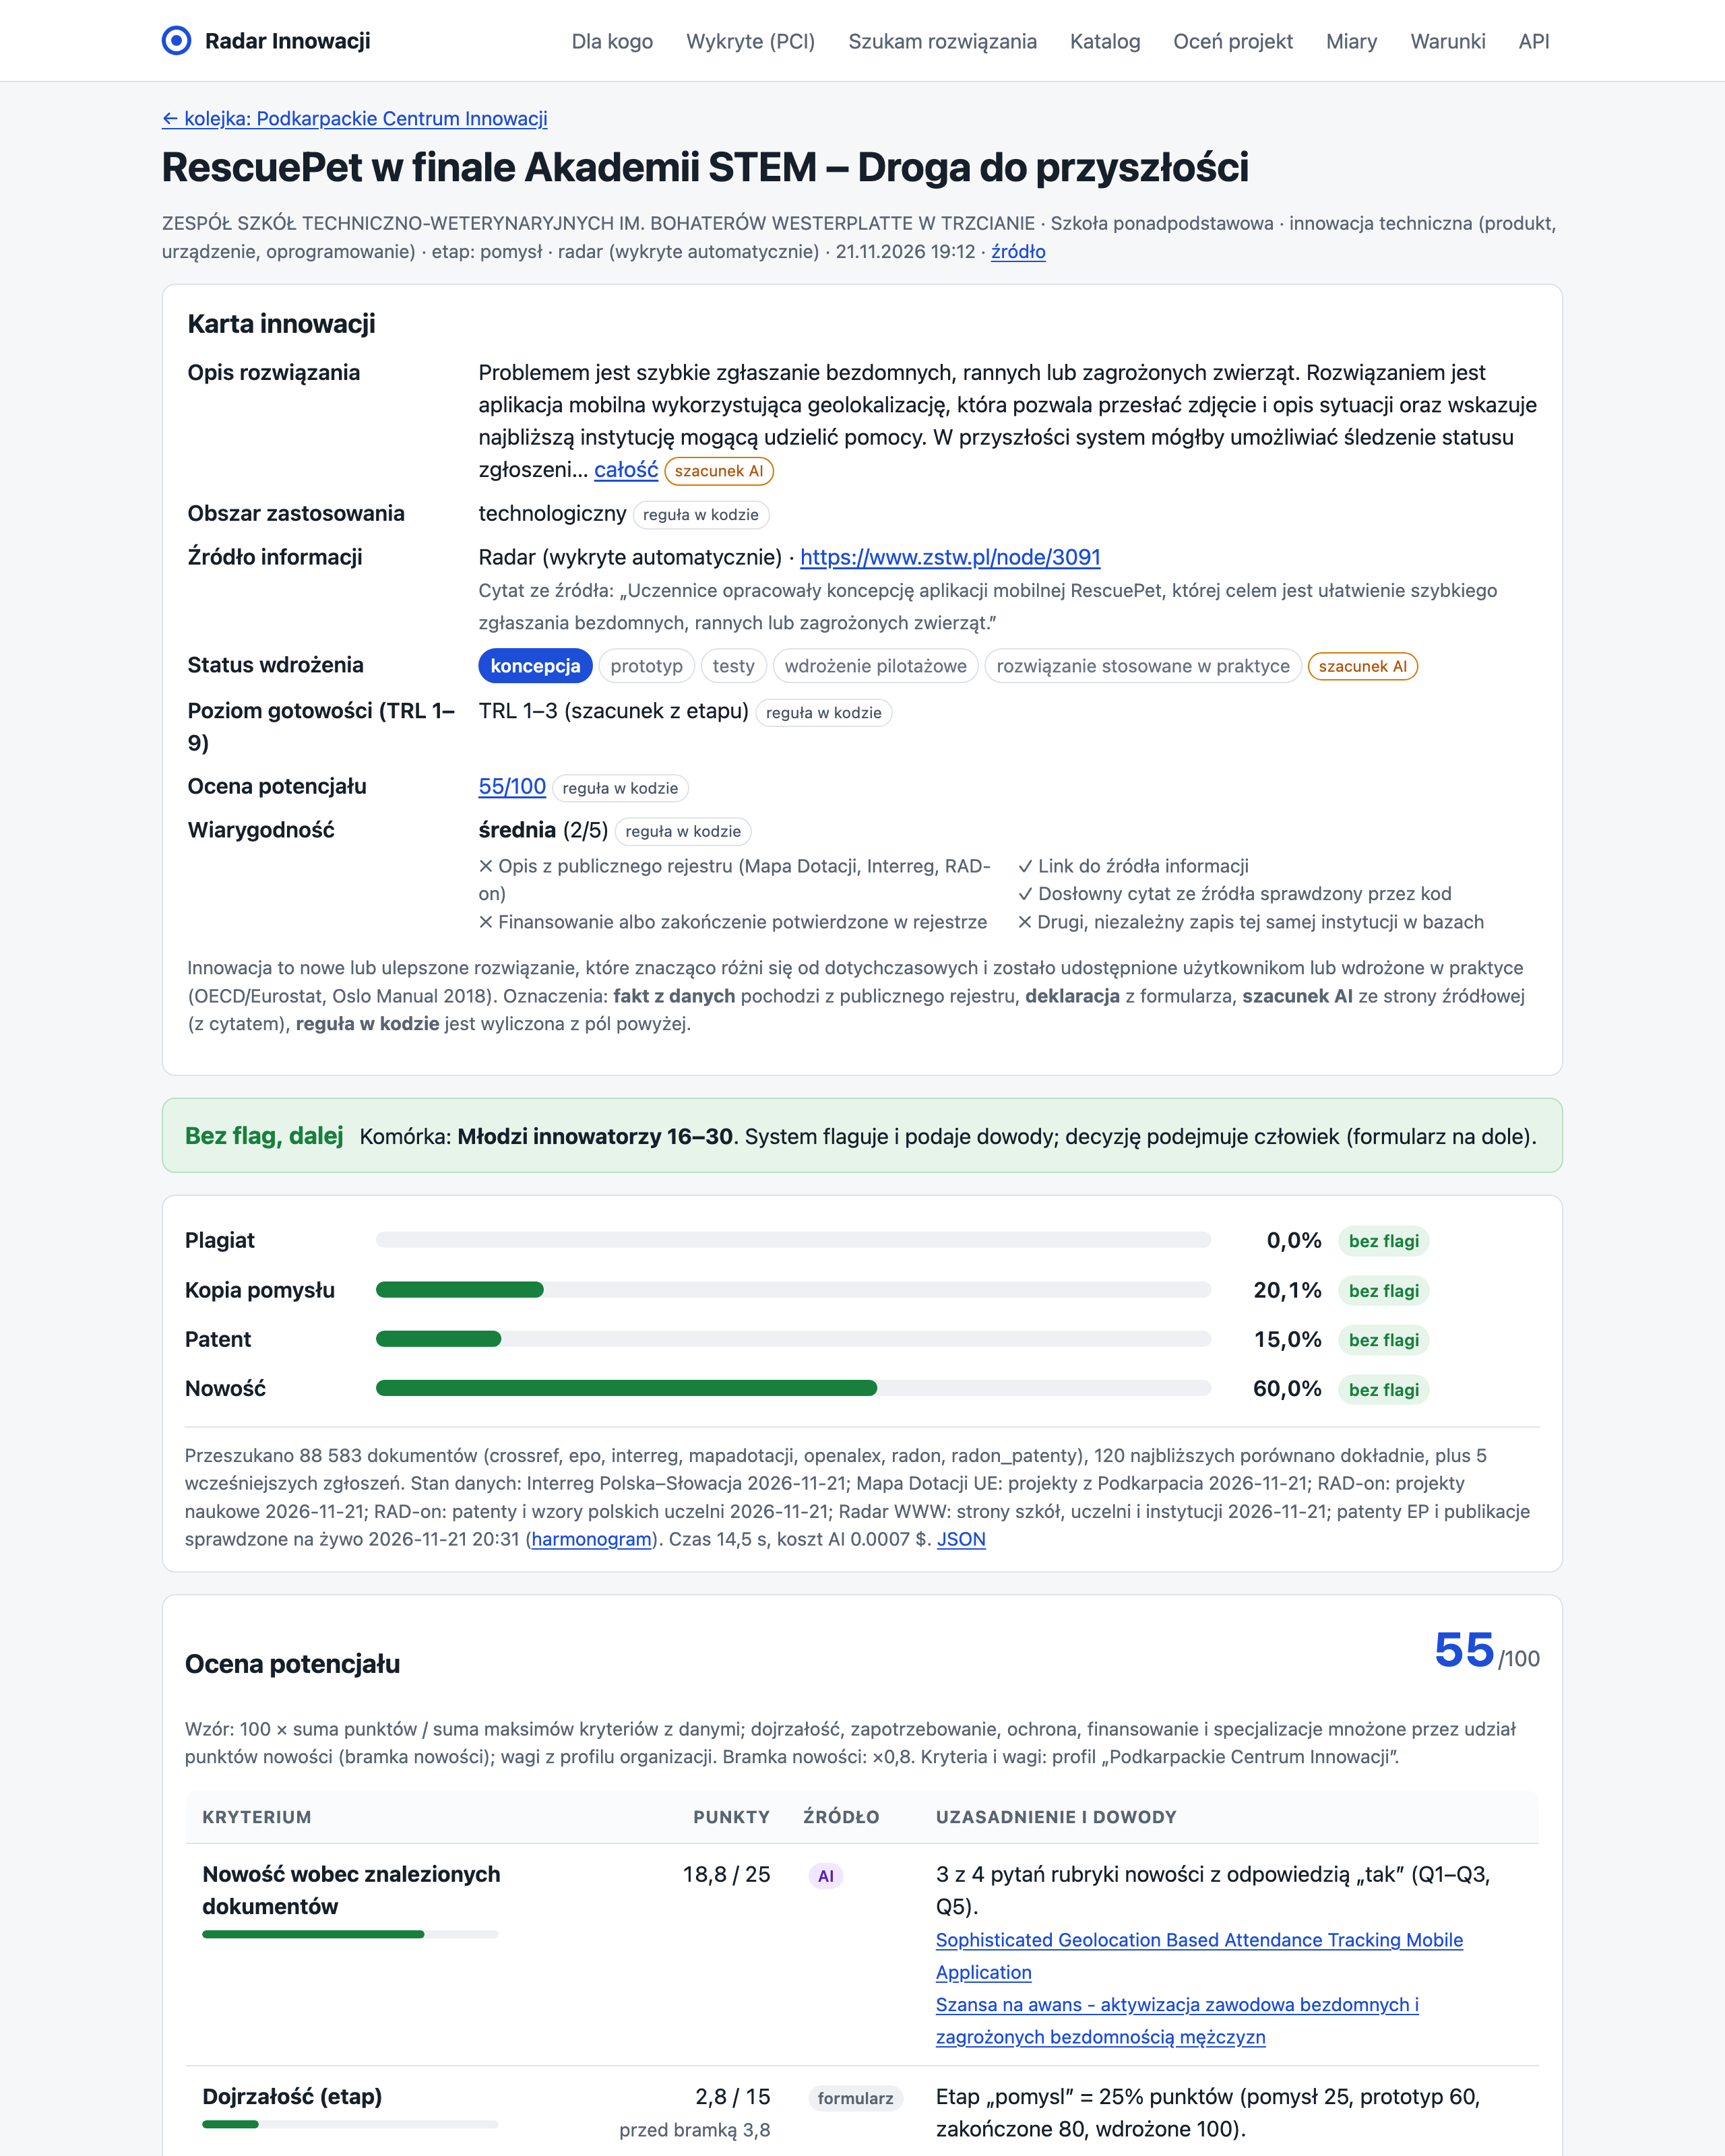 Radar Innowacji
Dla kogo Wykryte (PCI) Szukam rozwiązania Katalog Oceń projekt Miary Warunki API
← kolejka: Podkarpackie Centrum Innowacji
RescuePet w finale Akademii STEM – Droga do przyszłości
ZESPÓŁ SZKÓŁ TECHNICZNO-WETERYNARYJNYCH IM. BOHATERÓW WESTERPLATTE W TRZCIANIE · Szkoła ponadpodstawowa · innowacja techniczna (produkt,
urządzenie, oprogramowanie) · etap: pomysł · radar (wykryte automatycznie) · 21.11.2026 19:12 · źródło
Karta innowacji
Opis rozwiązania
Problemem jest szybkie zgłaszanie bezdomnych, rannych lub zagrożonych zwierząt. Rozwiązaniem jest
aplikacja mobilna wykorzystująca geolokalizację, która pozwala przesłać zdjęcie i opis sytuacji oraz wskazuje
najbliższą instytucję mogącą udzielić pomocy. W przyszłości system mógłby umożliwiać śledzenie statusu
zgłoszeni... całość szacunek AI
Obszar zastosowania
technologiczny reguła w kodzie
Źródło informacji
Radar (wykryte automatycznie) · https://www.zstw.pl/node/3091
Cytat ze źródła: „Uczennice opracowały koncepcję aplikacji mobilnej RescuePet, której celem jest ułatwienie szybkiego
zgłaszania bezdomnych, rannych lub zagrożonych zwierząt.”
Status wdrożenia
koncepcja prototyp testy wdrożenie pilotażowe rozwiązanie stosowane w praktyce szacunek AI
Poziom gotowości (TRL 1–
9)
TRL 1–3 (szacunek z etapu) reguła w kodzie
Ocena potencjału
55/100 reguła w kodzie
Wiarygodność
średnia (2/5) reguła w kodzie
✕ Opis z publicznego rejestru (Mapa Dotacji, Interreg, RAD-
on)
✕ Finansowanie albo zakończenie potwierdzone w rejestrze
✓ Link do źródła informacji
✓ Dosłowny cytat ze źródła sprawdzony przez kod
✕ Drugi, niezależny zapis tej samej instytucji w bazach
Innowacja to nowe lub ulepszone rozwiązanie, które znacząco różni się od dotychczasowych i zostało udostępnione użytkownikom lub wdrożone w praktyce
(OECD/Eurostat, Oslo Manual 2018). Oznaczenia: fakt z danych pochodzi z publicznego rejestru, deklaracja z formularza, szacunek AI ze strony źródłowej
(z cytatem), reguła w kodzie jest wyliczona z pól powyżej.
Bez flag, dalej Komórka: Młodzi innowatorzy 16–30. System flaguje i podaje dowody; decyzję podejmuje człowiek (formularz na dole).
Plagiat 0,0% bez flagi
Kopia pomysłu 20,1% bez flagi
Patent 15,0% bez flagi
Nowość 60,0% bez flagi
Przeszukano 88 583 dokumentów (crossref, epo, interreg, mapadotacji, openalex, radon, radon_patenty), 120 najbliższych porównano dokładnie, plus 5
wcześniejszych zgłoszeń. Stan danych: Interreg Polska–Słowacja 2026-11-21; Mapa Dotacji UE: projekty z Podkarpacia 2026-11-21; RAD-on: projekty
naukowe 2026-11-21; RAD-on: patenty i wzory polskich uczelni 2026-11-21; Radar WWW: strony szkół, uczelni i instytucji 2026-11-21; patenty EP i publikacje
sprawdzone na żywo 2026-11-21 20:31 (harmonogram). Czas 14,5 s, koszt AI 0.0007 $. JSON
Ocena potencjału
55/100
Wzór: 100 × suma punktów / suma maksimów kryteriów z danymi; dojrzałość, zapotrzebowanie, ochrona, finansowanie i specjalizacje mnożone przez udział
punktów nowości (bramka nowości); wagi z profilu organizacji. Bramka nowości: ×0,8. Kryteria i wagi: profil „Podkarpackie Centrum Innowacji”.
KRYTERIUM PUNKTY ŹRÓDŁO UZASADNIENIE I DOWODY
Nowość wobec znalezionych
dokumentów
18,8 / 25
AI
3 z 4 pytań rubryki nowości z odpowiedzią „tak” (Q1–Q3,
Q5).
Sophisticated Geolocation Based Attendance Tracking Mobile
Application
Szansa na awans - aktywizacja zawodowa bezdomnych i
zagrożonych bezdomnością mężczyzn
Dojrzałość (etap)
2,8 / 15
przed bramką 3,8
formularz
Etap „pomysl” = 25% punktów (pomysł 25, prototyp 60,
zakończone 80, wdrożone 100).